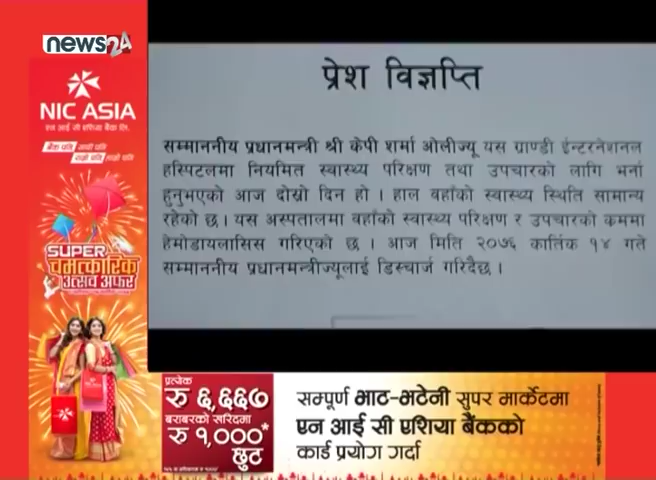 news24
NIC ASIA
एन आई सी एशिया बैंक लि.
SUPER
चमत्कारिक
उत्सव अफर
प्रेश विज्ञप्ति
सम्माननीय प्रधानमन्त्री श्री केपी शर्मा ओलीज्यू यस ग्राण्डी ईन्टरनेशनल
हस्पिटलमा नियमित स्वास्थ्य परिक्षण तथा उपचारको लागि भर्ना
हुनुभएको आज दोस्रो दिन हो । हाल वहाँको स्वास्थ्य स्थिति सामान्य
रहेको छ । यस अस्पतालमा वहाँको स्वास्थ्य परिक्षण र उपचारको क्रममा
हेमोडायलासिस गरिएको छ । आज मिति २०७६ कार्तिक १४ गते
सम्माननीय प्रधानमन्त्रीज्यूलाई डिस्चार्ज गरिदैछ ।
प्रत्येक
रु ६,६६७
बराबरको खरिदमा
रु १,०००*
छुट
सम्पूर्ण भाट-भटेनी सुपर मार्केटमा
एन आई सी एशिया बैंकको
कार्ड प्रयोग गर्दा